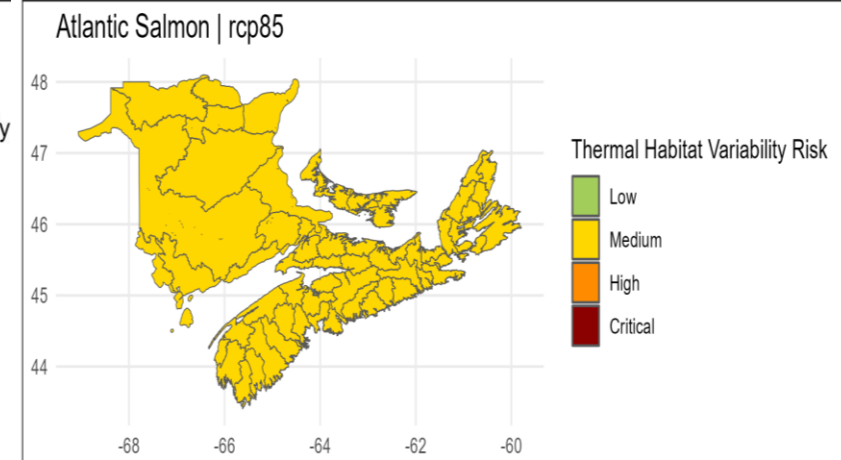 Atlantic Salmon | rcp85
y
48
47
46
45
44
-68 -66 -64 -62 -60
Thermal Habitat Variability Risk
Low
Medium
High
Critical